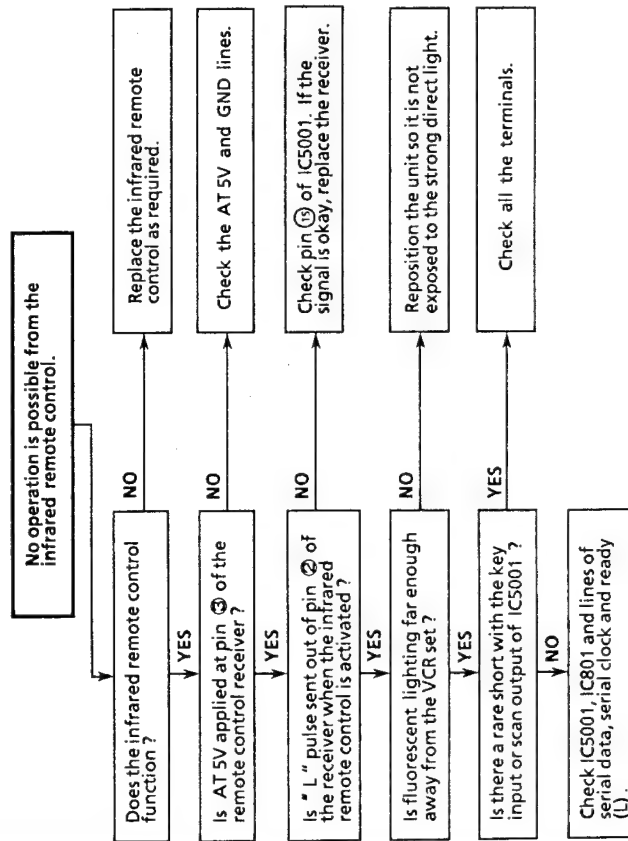 No operation is possible from the
infrared remote control.
Does the infrared remote control
function ?
NO
Replace the infrared remote
control as required.
YES
Is AT 5V applied at pin ③ of the
remote control receiver ?
NO
Check the AT 5V and GND lines.
YES
Is " L " pulse sent out of pin ② of
the receiver when the infrared
remote control is activated ?
NO
Check pin ⑮ of IC5001. If the
signal is okay, replace the receiver.
YES
Is fluorescent lighting far enough
away from the VCR set ?
NO
Reposition the unit so it is not
exposed to the strong direct light.
YES
Is there a rare short with the key
input or scan output of IC5001 ?
YES
Check all the terminals.
NO
Check IC5001, IC801 and lines of
serial data, serial clock and ready
(L) .